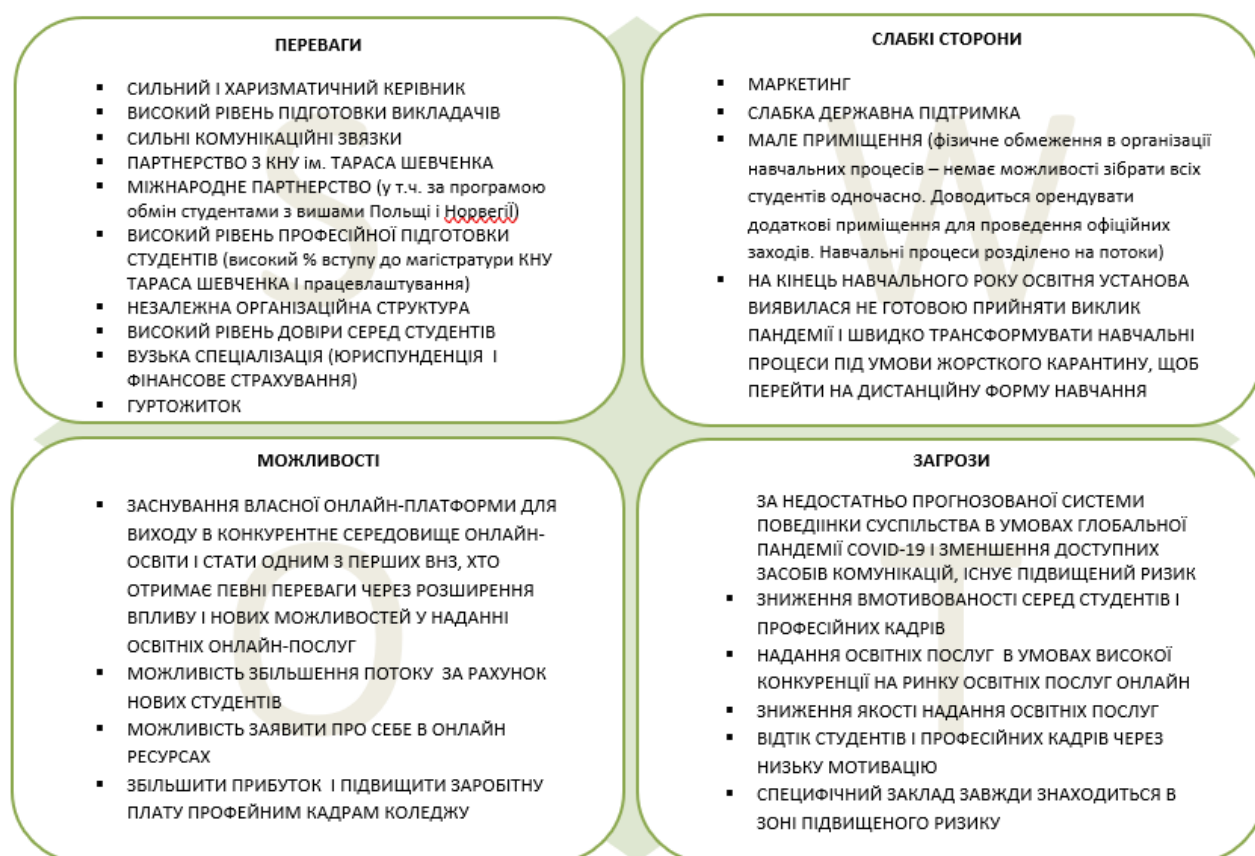 ПЕРЕВАГИ
▪ СИЛЬНИЙ І ХАРИЗМАТИЧНИЙ КЕРІВНИК
▪ ВИСОКИЙ РІВЕНЬ ПІДГОТОВКИ ВИКЛАДАЧІВ
▪ СИЛЬНІ КОМУНІКАЦІЙНІ ЗВЯЗКИ
▪ ПАРТНЕРСТВО З КНУ ім. ТАРАСА ШЕВЧЕНКА
▪ МІЖНАРОДНЕ ПАРТНЕРСТВО (у т.ч. за програмою
обмін студентами з вишами Польщі і НорвегіЇ)
▪ ВИСОКИЙ РІВЕНЬ ПРОФЕСІЙНОЇ ПІДГОТОВКИ
СТУДЕНТІВ (високий % вступу до магістратури КНУ
ТАРАСА ШЕВЧЕНКА І працевлаштування)
▪ НЕЗАЛЕЖНА ОРГАНІЗАЦІЙНА СТРУКТУРА
▪ ВИСОКИЙ РІВЕНЬ ДОВІРИ СЕРЕД СТУДЕНТІВ
▪ ВУЗЬКА СПЕЦІАЛІЗАЦІЯ (ЮРИСПУНДЕНЦІЯ І
ФІНАНСОВЕ СТРАХУВАННЯ)
▪ ГУРТОЖИТОК
S
СЛАБКІ СТОРОНИ
▪ МАРКЕТИНГ
▪ СЛАБКА ДЕРЖАВНА ПІДТРИМКА
▪ МАЛЕ ПРИМІЩЕННЯ (фізичне обмеження в організації
навчальних процесів – немає можливості зібрати всіх
студентів одночасно. Доводиться орендувати
додаткові приміщення для проведення офіційних
заходів. Навчальні процеси розділено на потоки)
▪ НА КІНЕЦЬ НАВЧАЛЬНОГО РОКУ ОСВІТНЯ УСТАНОВА
ВИЯВИЛАСЯ НЕ ГОТОВОЮ ПРИЙНЯТИ ВИКЛИК
ПАНДЕМІЇ І ШВИДКО ТРАНСФОРМУВАТИ НАВЧАЛЬНІ
ПРОЦЕСИ ПІД УМОВИ ЖОРСТКОГО КАРАНТИНУ, ЩОБ
ПЕРЕЙТИ НА ДИСТАНЦІЙНУ ФОРМУ НАВЧАННЯ
W
МОЖЛИВОСТІ
▪ ЗАСНУВАННЯ ВЛАСНОЇ ОНЛАЙН-ПЛАТФОРМИ ДЛЯ
ВИХОДУ В КОНКУРЕНТНЕ СЕРЕДОВИЩЕ ОНЛАЙН-
ОСВІТИ І СТАТИ ОДНИМ З ПЕРШИХ ВНЗ, ХТО
ОТРИМАЄ ПЕВНІ ПЕРЕВАГИ ЧЕРЕЗ РОЗШИРЕННЯ
ВПЛИВУ І НОВИХ МОЖЛИВОСТЕЙ У НАДАННІ
ОСВІТНІХ ОНЛАЙН-ПОСЛУГ
▪ МОЖЛИВІСТЬ ЗБІЛЬШЕННЯ ПОТОКУ ЗА РАХУНОК
НОВИХ СТУДЕНТІВ
▪ МОЖЛИВІСТЬ ЗАЯВИТИ ПРО СЕБЕ В ОНЛАЙН
РЕСУРСАХ
▪ ЗБІЛЬШИТИ ПРИБУТОК І ПІДВИЩИТИ ЗАРОБІТНУ
ПЛАТУ ПРОФЕЙНИМ КАДРАМ КОЛЕДЖУ
O
ЗАГРОЗИ
ЗА НЕДОСТАТНЬО ПРОГНОЗОВАНОЇ СИСТЕМИ
ПОВЕДІІНКИ СУСПІЛЬСТВА В УМОВАХ ГЛОБАЛЬНОЇ
ПАНДЕМІЇ COVID-19 І ЗМЕНШЕННЯ ДОСТУПНИХ
ЗАСОБІВ КОМУНІКАЦІЙ, ІСНУЄ ПІДВИЩЕНИЙ РИЗИК
▪ ЗНИЖЕННЯ ВМОТИВОВАНОСТІ СЕРЕД СТУДЕНТІВ І
ПРОФЕСІЙНИХ КАДРІВ
▪ НАДАННЯ ОСВІТНІХ ПОСЛУГ В УМОВАХ ВИСОКОЇ
КОНКУРЕНЦІЇ НА РИНКУ ОСВІТНІХ ПОСЛУГ ОНЛАЙН
▪ ЗНИЖЕННЯ ЯКОСТІ НАДАННЯ ОСВІТНІХ ПОСЛУГ
▪ ВІДТІК СТУДЕНТІВ І ПРОФЕСІЙНИХ КАДРІВ ЧЕРЕЗ
НИЗЬКУ МОТИВАЦІЮ
▪ СПЕЦИФІЧНИЙ ЗАКЛАД ЗАВЖДИ ЗНАХОДИТЬСЯ В
ЗОНІ ПІДВИЩЕНОГО РИЗИКУ
T